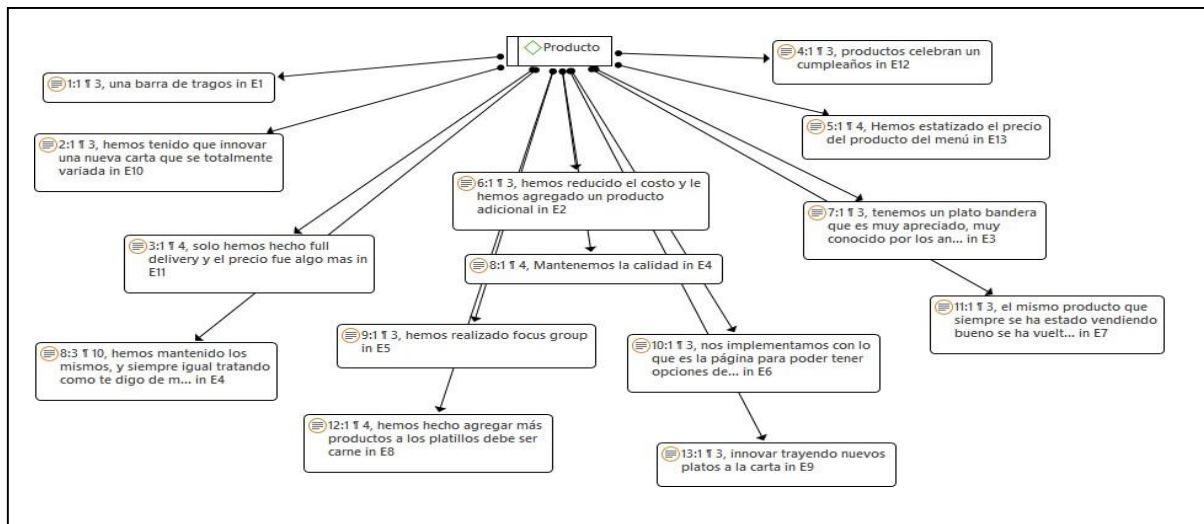 Producto
4:1 ¶ 3, productos celebran un
cumpleaños in E12
1:1 ¶ 3, una barra de tragos in E1
5:1 ¶ 4, Hemos estatizado el precio
del producto del menú in E13
2:1 ¶ 3, hemos tenido que innovar
una nueva carta que se totalmente
variada in E10
6:1 ¶ 3, hemos reducido el costo y le
hemos agregado un producto
adicional in E2
7:1 ¶ 3, tenemos un plato bandera
que es muy apreciado, muy
conocido por los an... in E3
3:1 ¶ 4, solo hemos hecho full
delivery y el precio fue algo mas in
E11
8:1 ¶ 4, Mantenemos la calidad in E4
11:1 ¶ 3, el mismo producto que
siempre se ha estado vendiendo
bueno se ha vuelt... in E7
9:1 ¶ 3, hemos realizado focus group
in E5
10:1 ¶ 3, nos implementamos con lo
que es la página para poder tener
opciones de... in E6
8:3 ¶ 10, hemos mantenido los
mismos, y siempre igual tratando
como te digo de m... in E4
12:1 ¶ 4, hemos hecho agregar más
productos a los platillos debe ser
carne in E8
13:1 ¶ 3, innovar trayendo nuevos
platos a la carta in E9